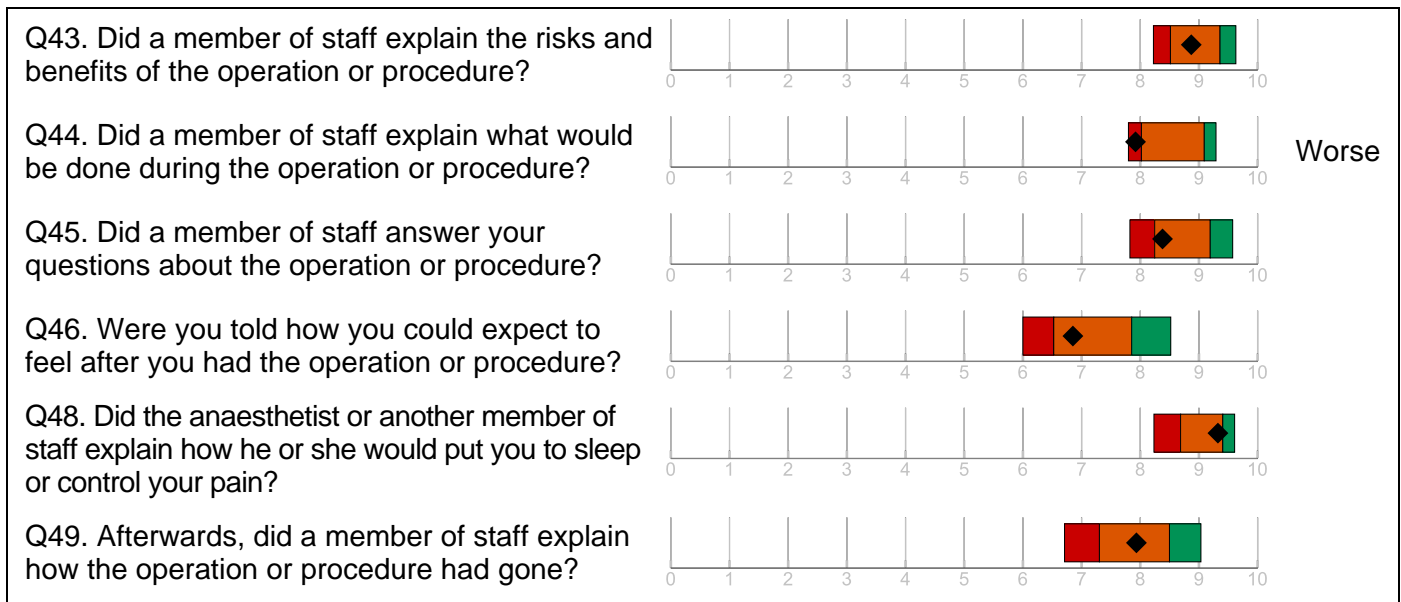 Q43. Did a member of staff explain the risks and
benefits of the operation or procedure?
0 1 2 3 4 5 6 7 8 9 10
Q44. Did a member of staff explain what would
be done during the operation or procedure?
Worse
0 1 2 3 4 5 6 7 8 9 10
Q45. Did a member of staff answer your
questions about the operation or procedure?
0 1 2 3 4 5 6 7 8 9 10
Q46. Were you told how you could expect to
feel after you had the operation or procedure?
0 1 2 3 4 5 6 7 8 9 10
Q48. Did the anaesthetist or another member of
staff explain how he or she would put you to sleep
or control your pain?
0 1 2 3 4 5 6 7 8 9 10
Q49. Afterwards, did a member of staff explain
how the operation or procedure had gone?
0 1 2 3 4 5 6 7 8 9 10